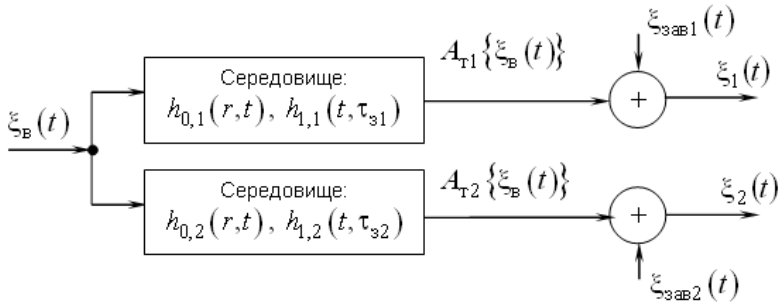 ξзав1(t)
Aт1{ξв(t)}
ξ1(t)
Середовище:
h0,1(r,t), h1,1(t,τз1)
+
ξв(t)
Середовище:
h0,2(r,t), h1,2(t,τз2)
Aт2{ξв(t)}
ξ2(t)
+
ξзав2(t)